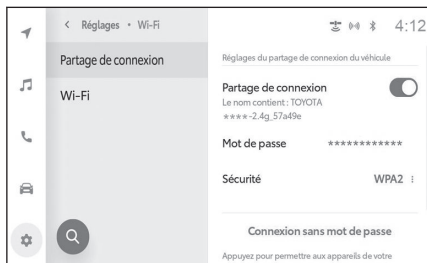 Réglages • Wi-Fi
4:12
Partage de connexion
Wi-Fi
Réglages du partage de connexion du véhicule
Partage de connexion
Le nom contient : TOYOTA
****-2.4g_57a49e
Mot de passe ************
Sécurité WPA2
Connexion sans mot de passe
Appuyez pour permettre aux appareils de votre